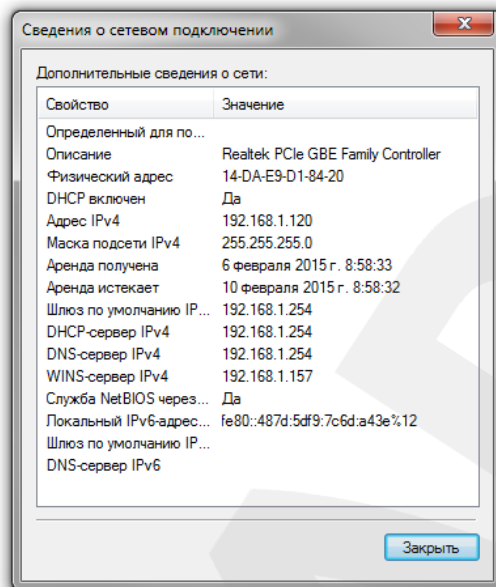 Сведения о сетевом подключении
Дополнительные сведения о сети:
Свойство Значение
Определенный для по...
Описание Realtek PCIe GBE Family Controller
Физический адрес 14-DA-E9-D1-84-20
DHCP включен Да
Адрес IPv4 192.168.1.120
Маска подсети IPv4 255.255.255.0
Аренда получена 6 февраля 2015 г. 8:58:33
Аренда истекает 10 февраля 2015 г. 8:58:32
Шлюз по умолчанию IP... 192.168.1.254
DHCP-сервер IPv4 192.168.1.254
DNS-сервер IPv4 192.168.1.254
WINS-сервер IPv4 192.168.1.157
Служба NetBIOS через... Да
Локальный IPv6-адрес... fe80::487d:5df9:7c6d:a43e%12
Шлюз по умолчанию IP...
DNS-сервер IPv6
Закрыть